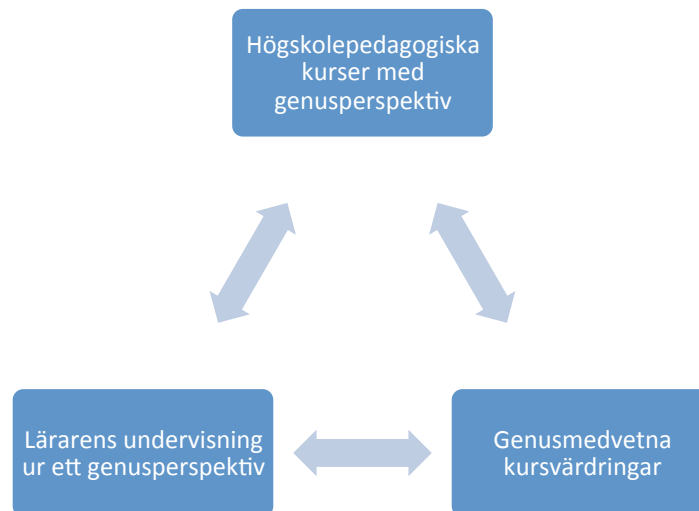 Högskolepedagogiska
kurser med
genusperspektiv
Lärarens undervisning
ur ett genusperspektiv
Genusmedvetna
kursvärdringar